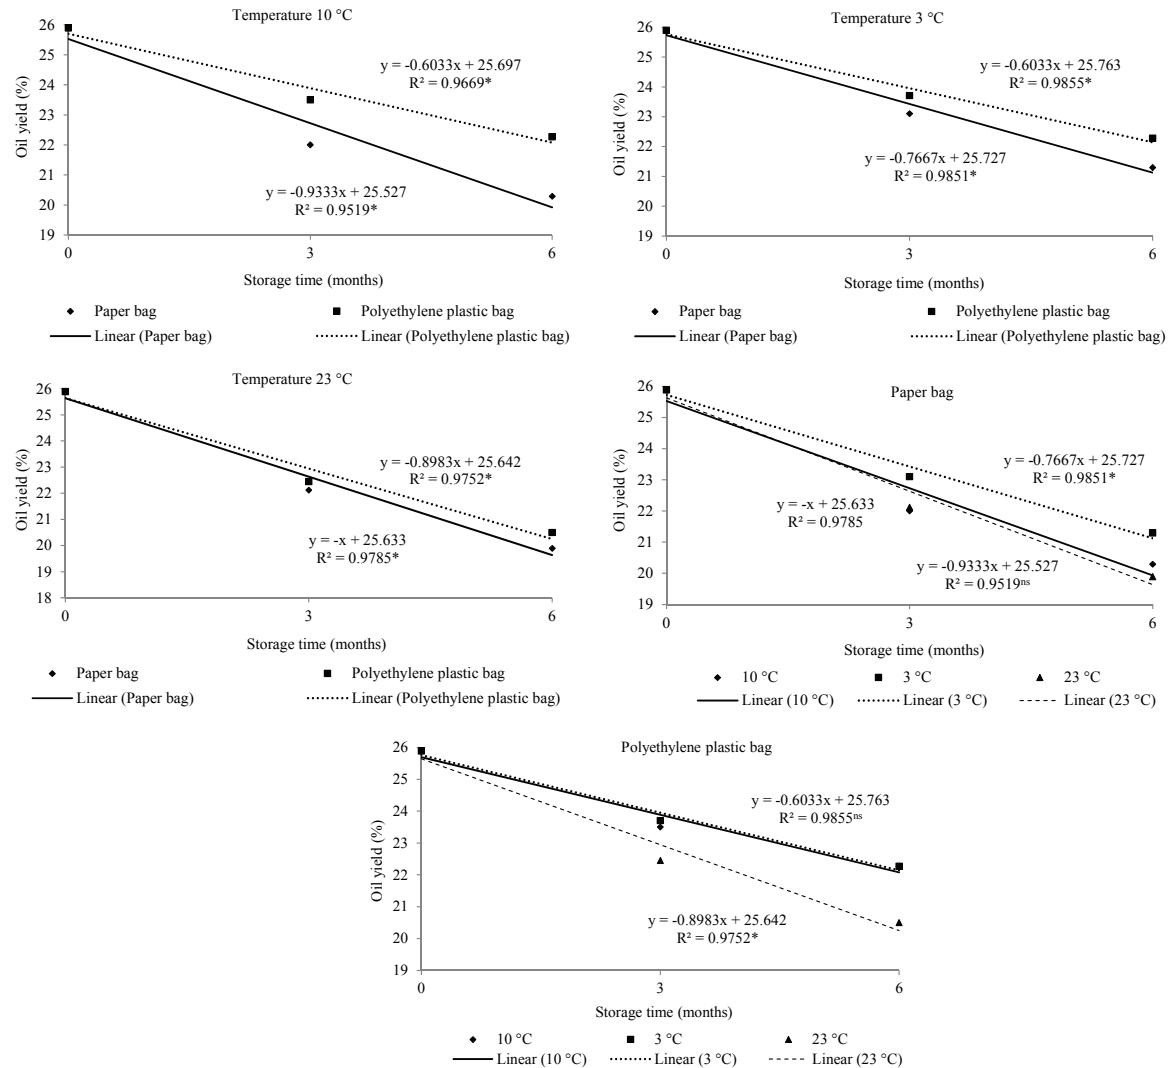 Temperature 10 °C
Oil yield (%)
26
25
24
23
22
21
20
19
0
3
6
y = -0.6033x + 25.697
R² = 0.9669*
y = -0.9333x + 25.527
R² = 0.9519*
Storage time (months)
Paper bag
Polyethylene plastic bag
Linear (Paper bag)
Linear (Polyethylene plastic bag)
Temperature 3 °C
Oil yield (%)
26
25
24
23
22
21
20
19
0
3
6
y = -0.6033x + 25.763
R² = 0.9855*
y = -0.7667x + 25.727
R² = 0.9851*
Storage time (months)
Paper bag
Polyethylene plastic bag
Linear (Paper bag)
Linear (Polyethylene plastic bag)
Temperature 23 °C
Oil yield (%)
26
25
24
23
22
21
20
19
18
0
3
6
y = -0.8983x + 25.642
R² = 0.9752*
y = -x + 25.633
R² = 0.9785*
Storage time (months)
Paper bag
Polyethylene plastic bag
Linear (Paper bag)
Linear (Polyethylene plastic bag)
Paper bag
Oil yield (%)
26
25
24
23
22
21
20
19
0
3
6
y = -0.7667x + 25.727
R² = 0.9851*
y = -x + 25.633
R² = 0.9785
y = -0.9333x + 25.527
R² = 0.9519ns
Storage time (months)
10 °C
3 °C
23 °C
Linear (10 °C)
Linear (3 °C)
Linear (23 °C)
Polyethylene plastic bag
Oil yield (%)
26
25
24
23
22
21
20
19
0
3
6
y = -0.6033x + 25.763
R² = 0.9855ns
y = -0.8983x + 25.642
R² = 0.9752*
Storage time (months)
10 °C
3 °C
23 °C
Linear (10 °C)
Linear (3 °C)
Linear (23 °C)